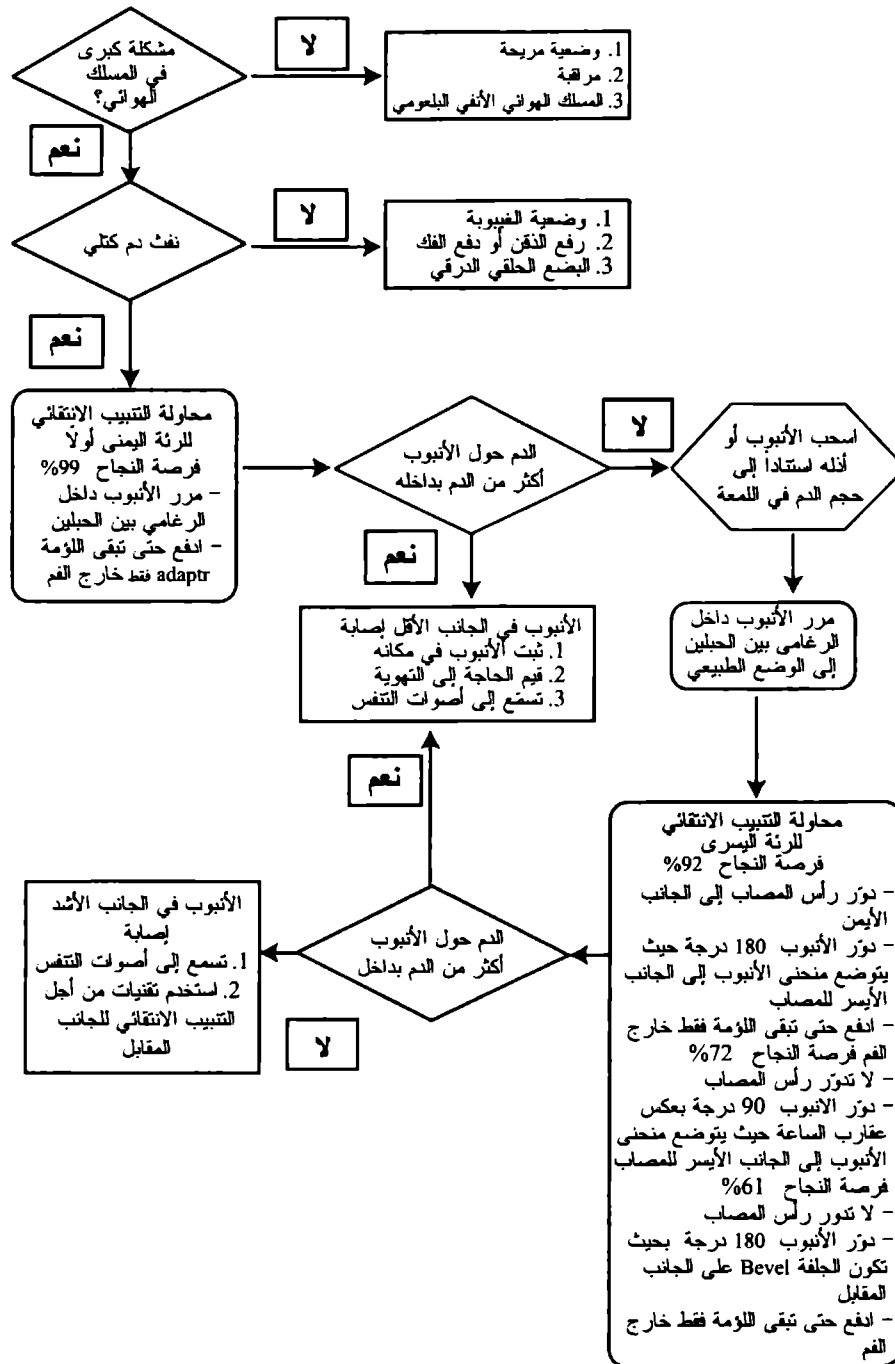 مشكلة كبرى
في المسلك
الهوائي؟
لا
1. وضعية مريحة
2. مراقبة
3. المسلك الهوائي الأنفي البلعومي
نعم
نفث دم كتلي
لا
1. وضعية الغيبوبة
2. رفع الذقن أو دفع الفك
3. البضع الحلقي الدرقي
نعم
محاولة التتبيب الانتقائي
للرئة اليمنى أولاً
فرصة النجاح 99%
- مرر الأنبوب داخل
الرغامي بين الحبلين
- ادفع حتى تبقى اللؤمة
adaptr فقط خارج الفم
الدم حول الأنبوب
أكثر من الدم بداخله
لا
اسحب الأنبوب أو
أذله استنادا إلى
حجم الدم في اللمعة
نعم
الأنبوب في الجانب الأقل إصابة
1. ثبت الأنبوب في مكانه
2. قيم الحاجة إلى التهوية
3. تسمّع إلى أصوات التنفس
مرر الأنبوب داخل
الرغامى بين الحبلين
إلى الوضع الطبيعي
نعم
محاولة التتبيب الانتقائي
للرئة اليسرى
فرصة النجاح 92%
- دوّر رأس المصاب إلى الجانب
الأيمن
- دوّر الأنبوب 180 درجة حيث
يتوضع منحنى الأنبوب إلى الجانب
الأيسر للمصاب
- ادفع حتى تبقى اللؤمة فقط خارج
الفم فرصة النجاح 72%
- لا تدوّر رأس المصاب
- دوّر الانبوب 90 درجة بعكس
عقارب الساعة حيث يتوضع منحنى
الأنبوب إلى الجانب الأيسر للمصاب
فرصة النجاح 61%
- لا تدور رأس المصاب
- دوّر الأنبوب 180 درجة بحيث
تكون الجلفة Bevel على الجانب
المقابل
- ادفع حتى تبقى اللؤمة فقط خارج
الفم
الدم حول الأنبوب
أكثر من الدم بداخل
لا
الأنبوب في الجانب الأشد
إصابة
1. تسمع إلى أصوات التنفس
2. استخدم تقنيات من أجل
التتبيب الانتقائي للجانب
المقابل